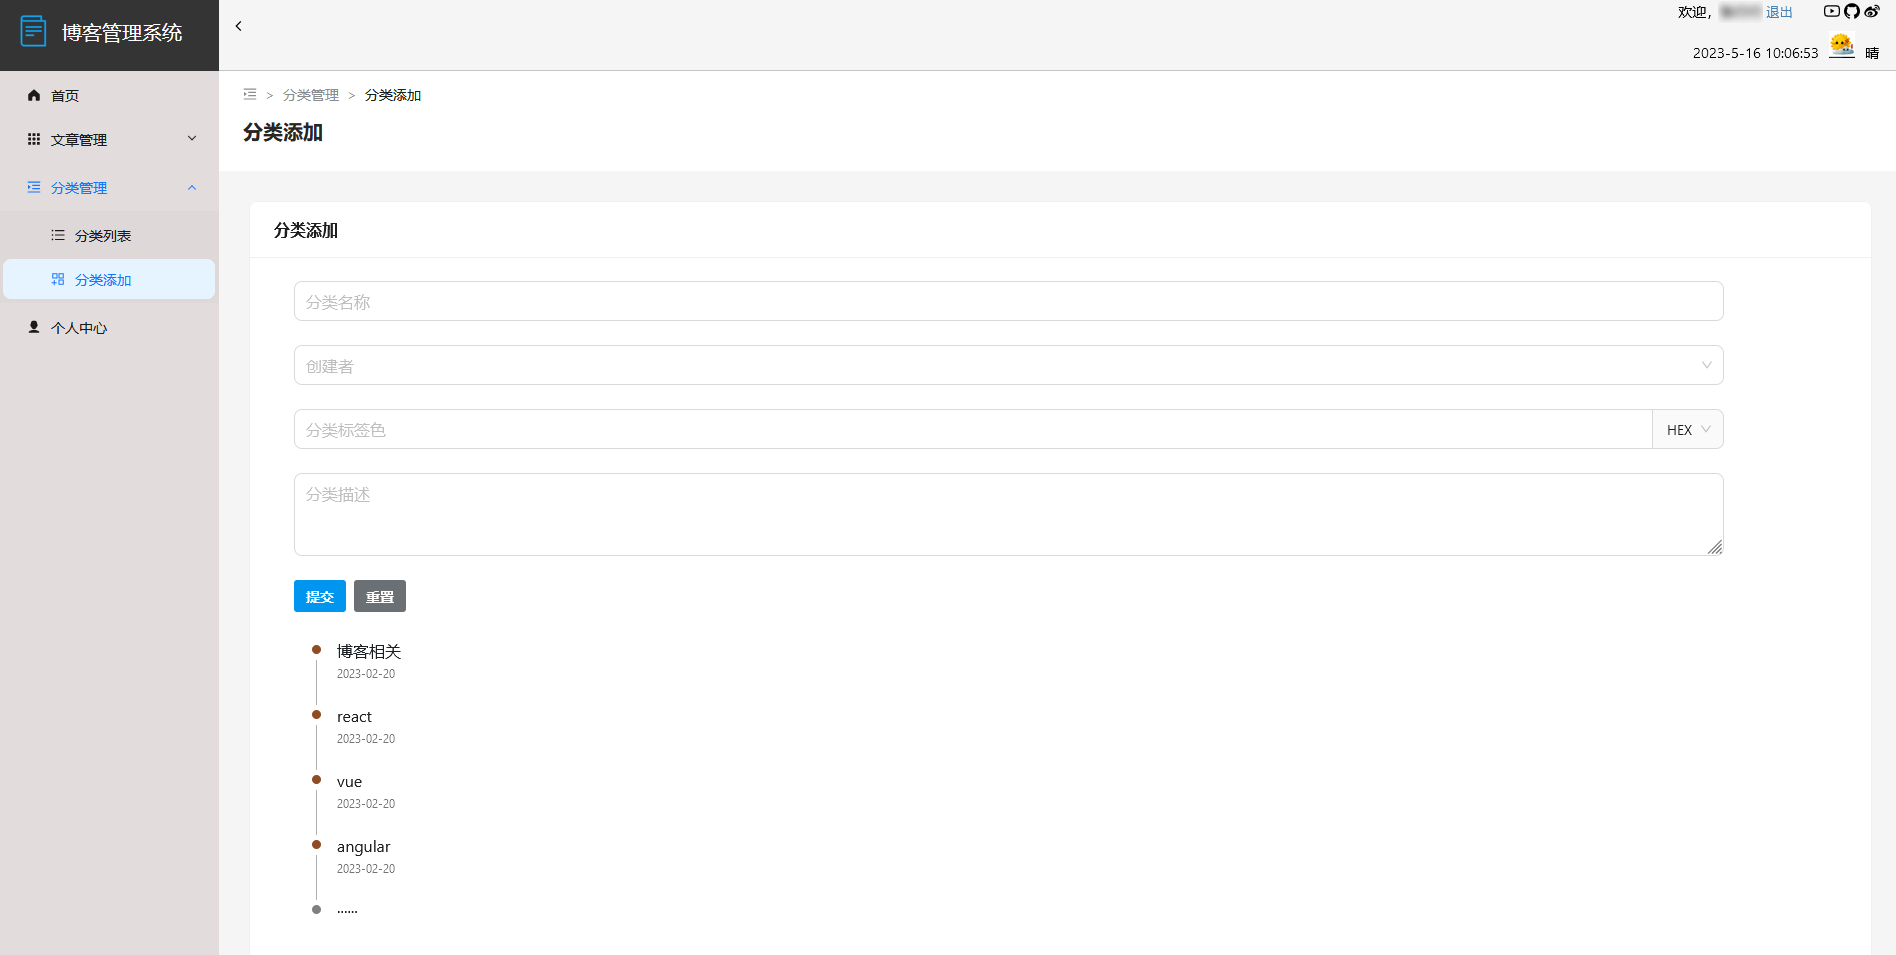 博客管理系统
欢迎，
退出
2023-5-16 10:06:53
晴
首页
文章管理
分类管理
分类列表
分类添加
个人中心
> 分类管理 > 分类添加
分类添加
分类添加
分类名称
创建者
分类标签色
HEX
分类描述
提交
重置
博客相关
2023-02-20
react
2023-02-20
vue
2023-02-20
angular
2023-02-20
......